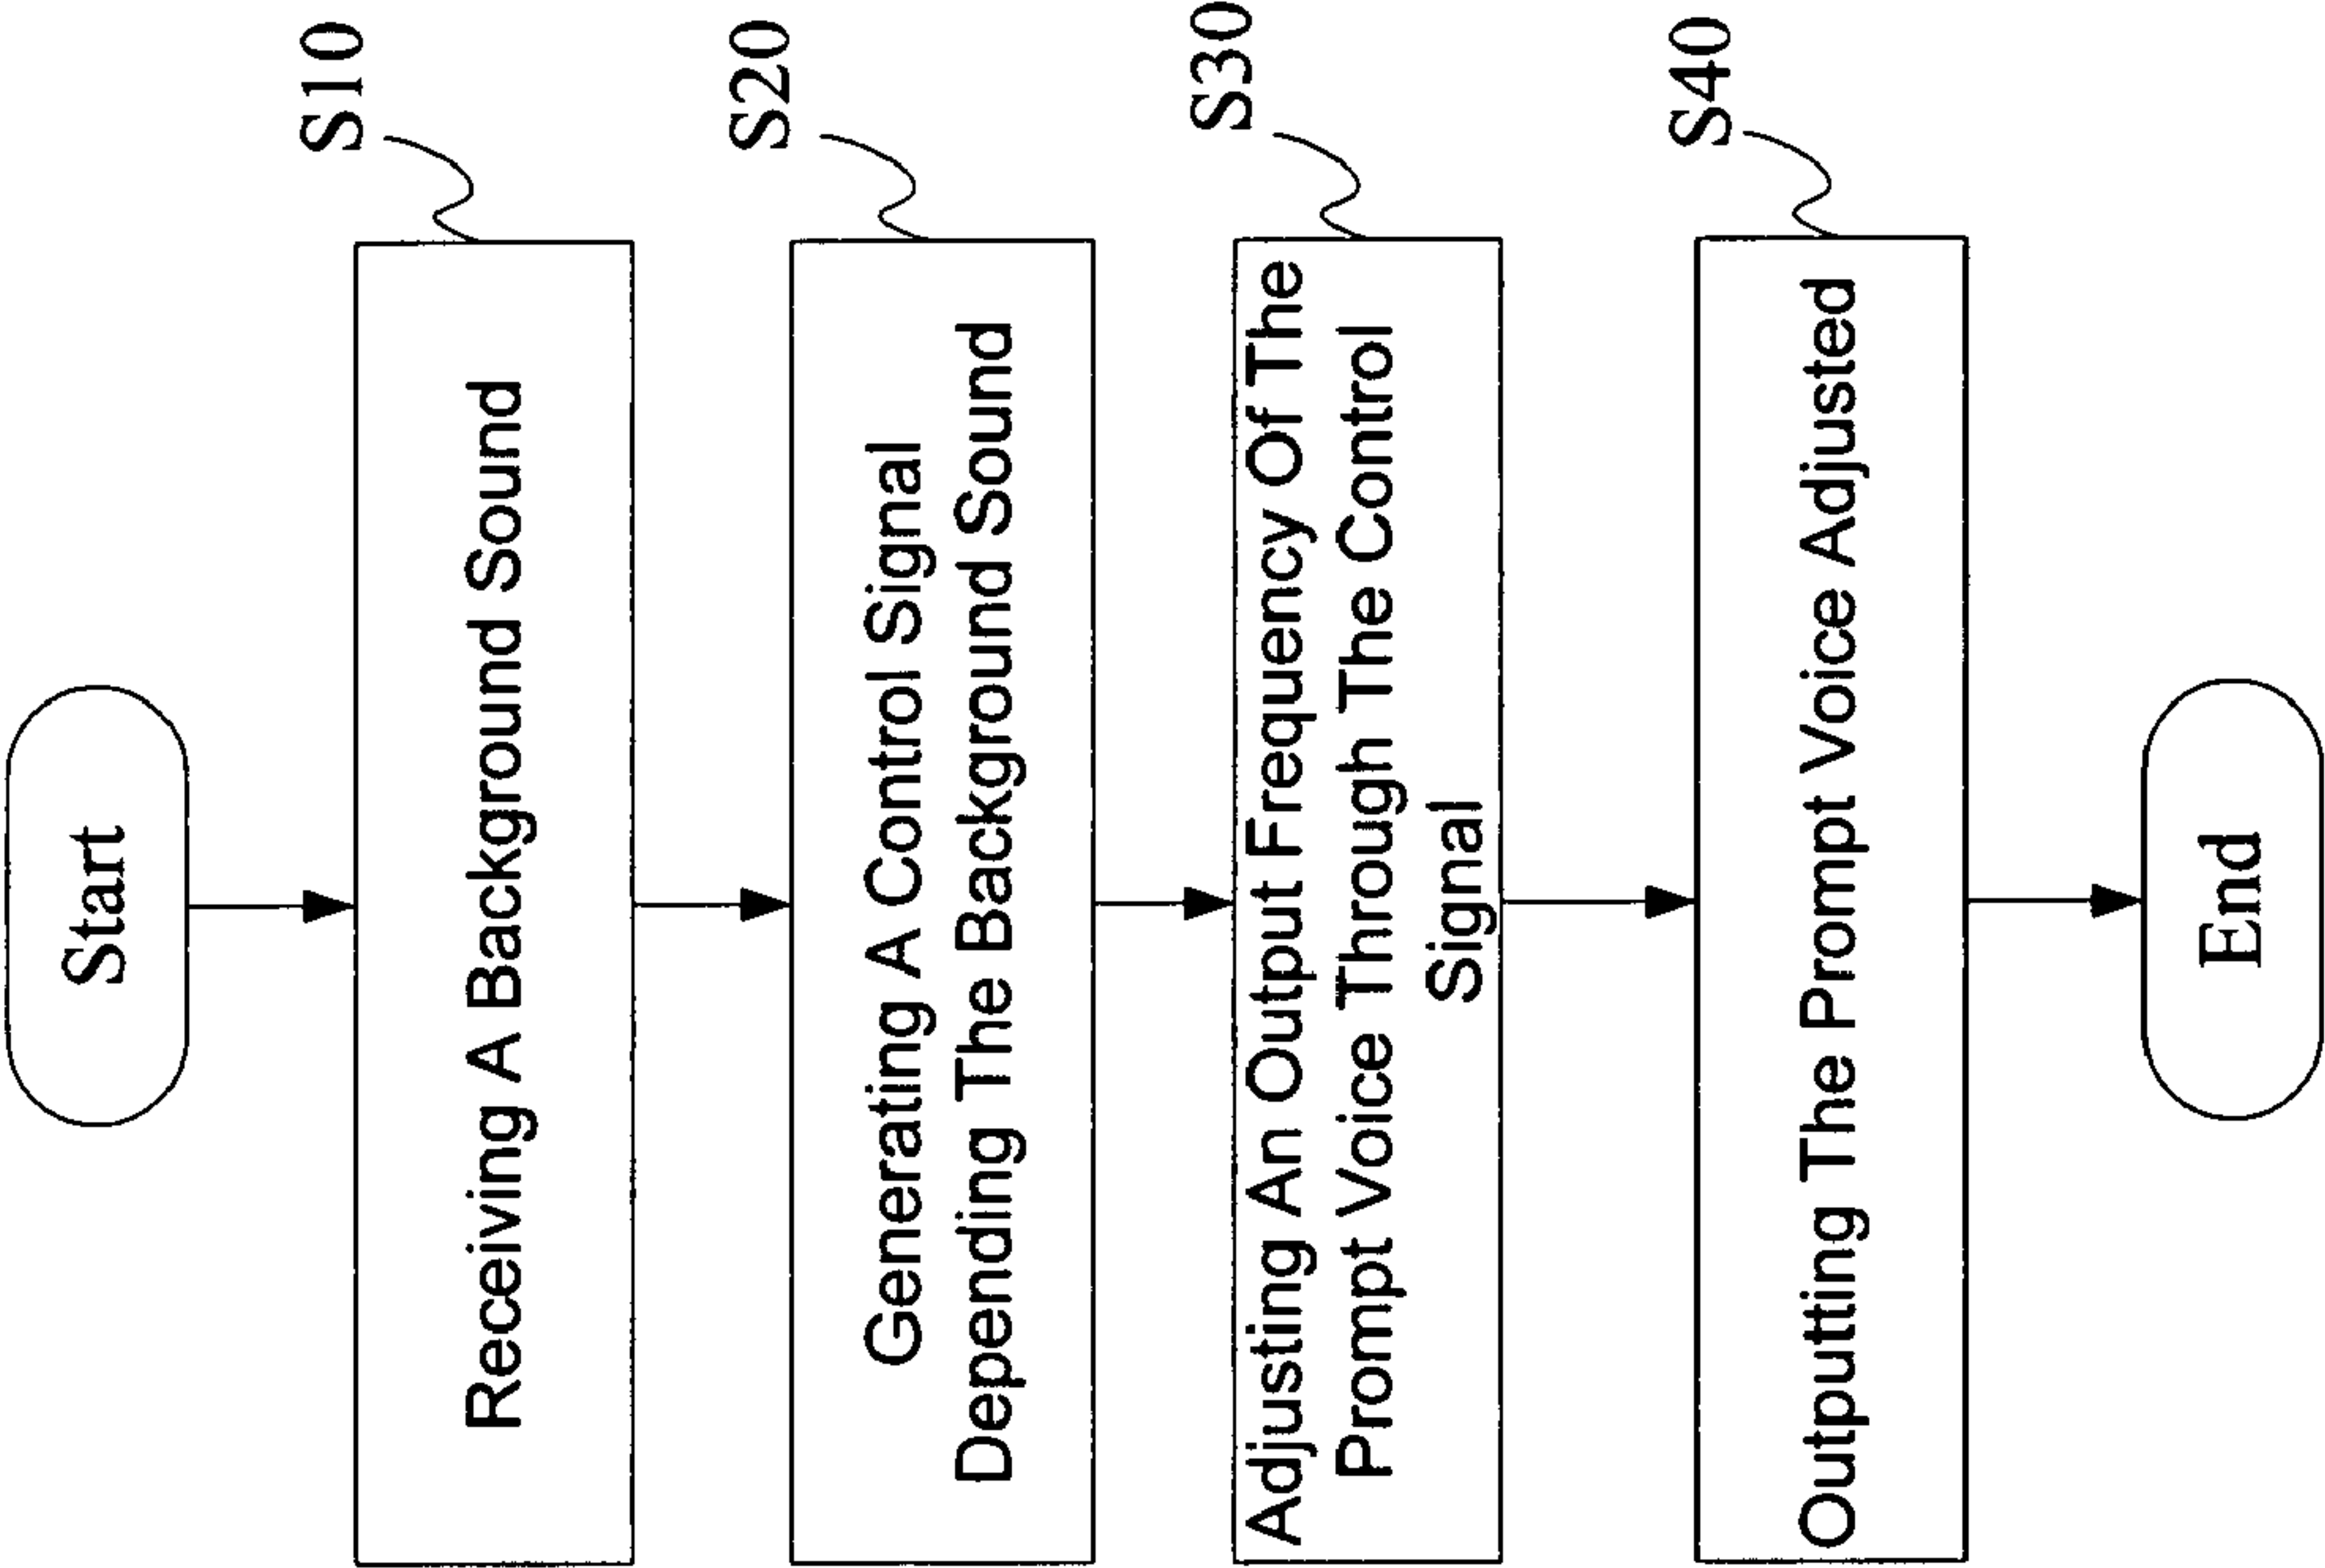 Start
S10
Receiving A Background Sound
S20
Generating A Control Signal
Depending The Background Sound
S30
Adjusting An Output Frequency Of The
Prompt Voice Through The Control
Signal
S40
Outputting The Prompt Voice Adjusted
End